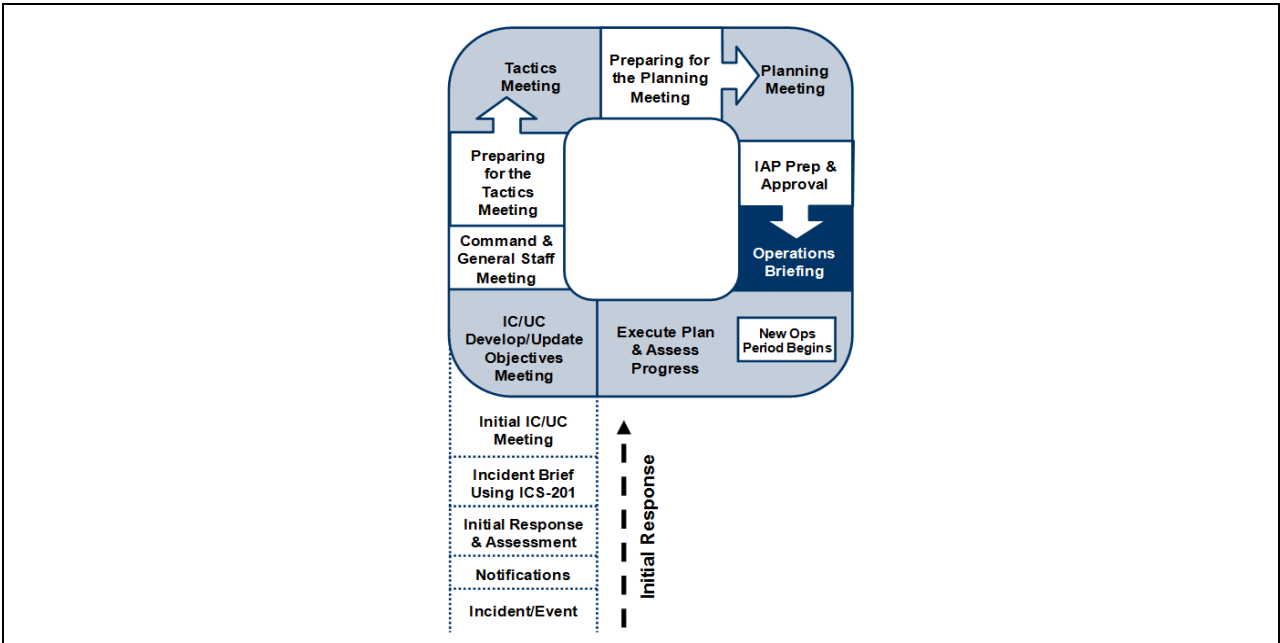 Tactics
Meeting
Preparing for
the Planning
Meeting
Planning
Meeting
Preparing
for the
Tactics
Meeting
IAP Prep &
Approval
Command &
General Staff
Meeting
Operations
Briefing
IC/UC
Develop/Update
Objectives
Meeting
Execute Plan
& Assess
Progress
New Ops
Period Begins
Initial IC/UC
Meeting
Incident Brief
Using ICS-201
Initial Response
& Assessment
Notifications
Incident/Event
Initial Response